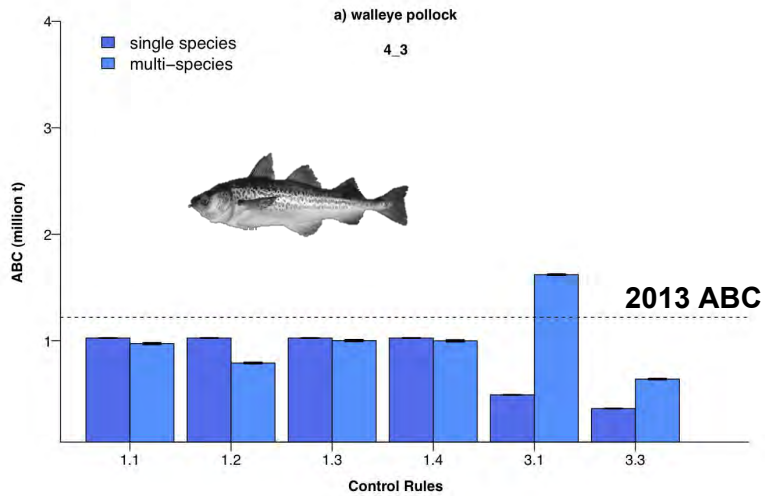 a) walleye pollock
4_3
single species
multi−species
4
3
2
1
ABC (million t)
2013 ABC
1.1 1.2 1.3 1.4 3.1 3.3
Control Rules